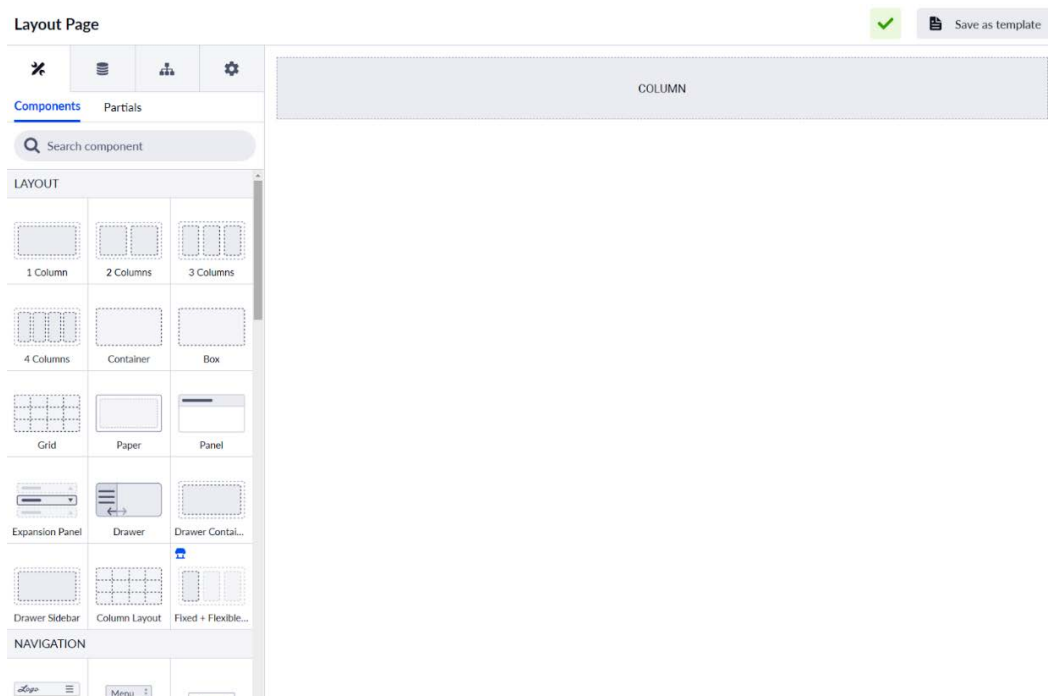 Layout Page
Save as template
Components Partials
Search component
COLUMN
LAYOUT
1 Column 2 Columns 3 Columns
4 Columns Container Box
Grid Paper Panel
Expansion Panel Drawer Drawer Contai...
Drawer Sidebar Column Layout Fixed + Flexible...
NAVIGATION
Logo Menu